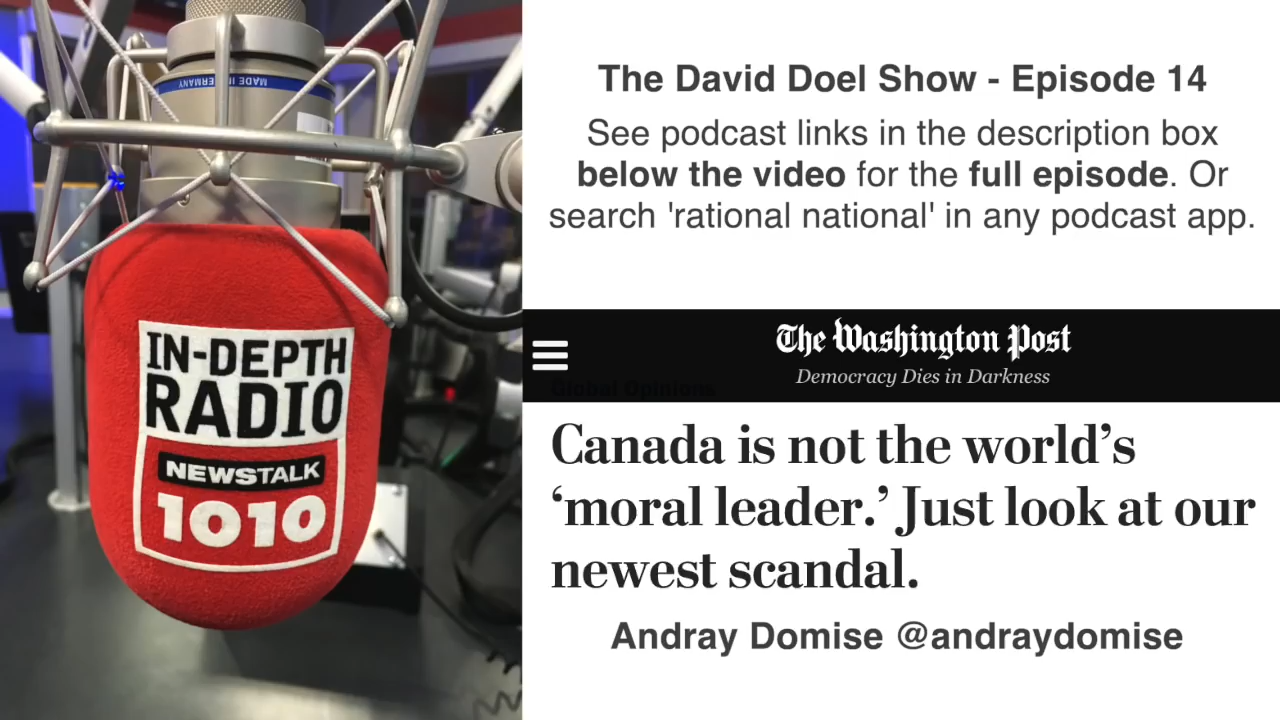 MADE IN GERMANY
IN-DEPTH
RADIO
NEWSTALK
1010
The David Doel Show - Episode 14
See podcast links in the description box
below the video for the full episode. Or
search 'rational national' in any podcast app.
The Washington Post
Democracy Dies in Darkness
Global Opinions
Canada is not the world's
‘moral leader.’ Just look at our
newest scandal.
Andray Domise @andraydomise